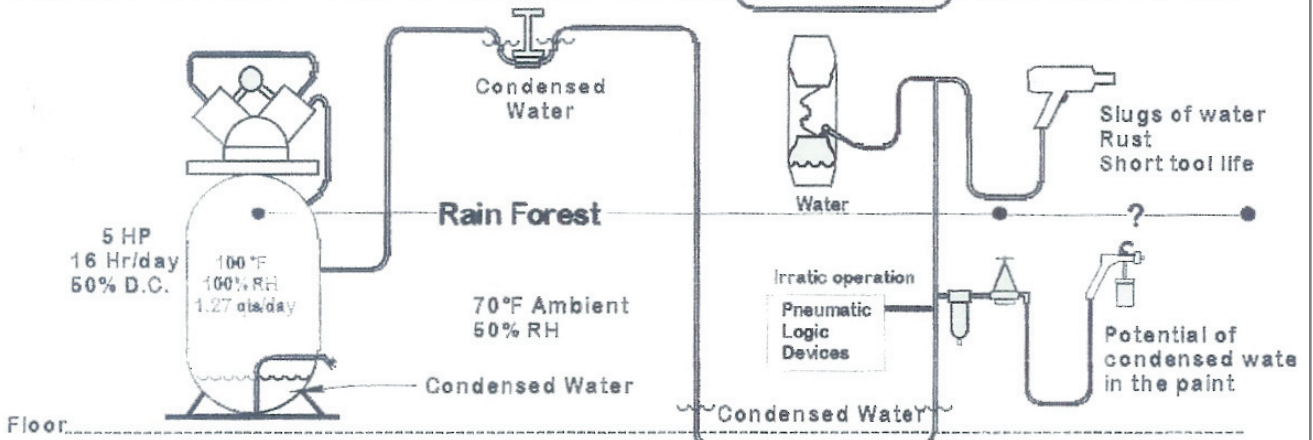 Condensed
Water
Slugs of water
Rust
Short tool life
Water
Rain Forest
?
5 HP
16 Hr/day
50% D.C.
100 °F
100% RH
1.27 qts/day
70°F Ambient
50% RH
Irratic operation
Pneumatic
Logic
Devices
Potential of
condensed wate
in the paint
Condensed Water
Condensed Water
Floor